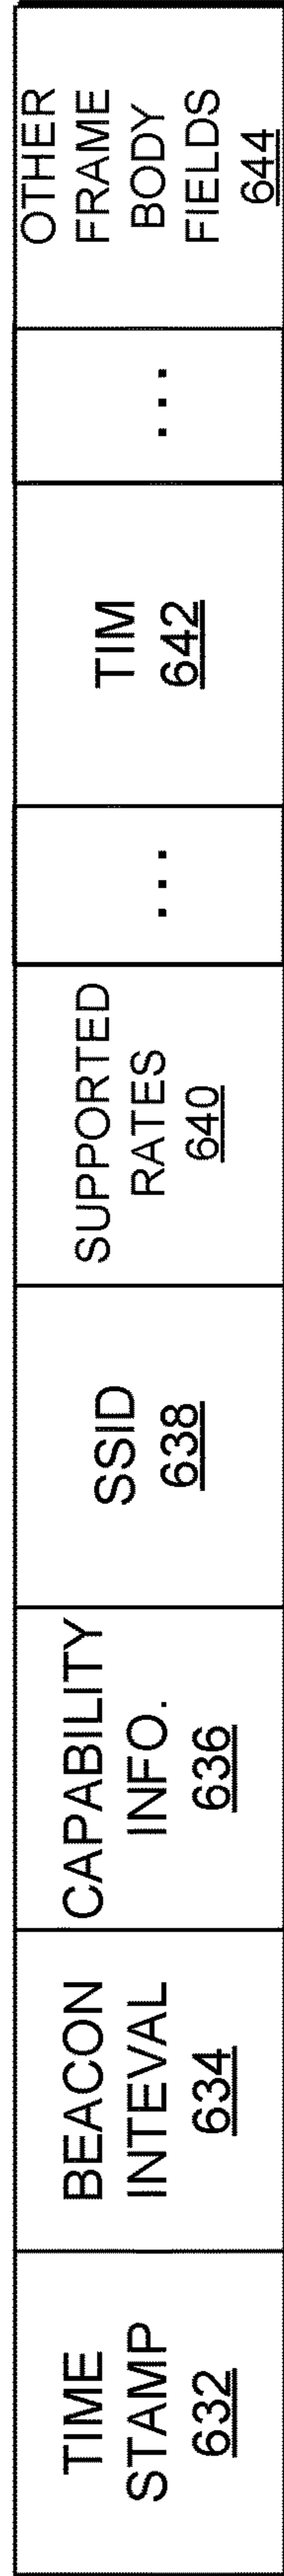 TIME
STAMP
632
BEACON
INTEVAL
634
CAPABILITY
INFO.
636
SSID
638
SUPPORTED
RATES
640
...
TIM
642
...
OTHER
FRAME
BODY
FIELDS
644